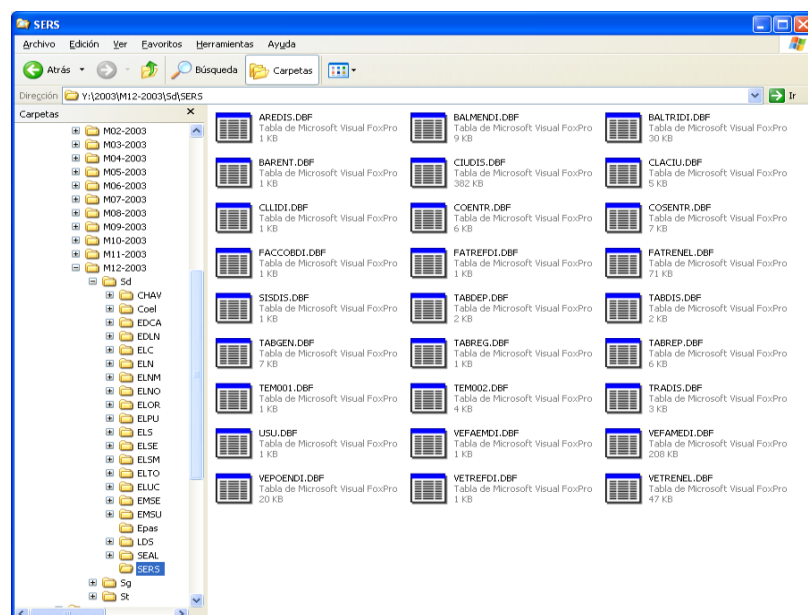 SERS
Archivo Edición Ver Favoritos Herramientas Ayuda
Atrás Búsqueda Carpetas
Dirección Y:\2003\M12-2003\Sd\SERS Ir
Carpetas
M02-2003
M03-2003
M04-2003
M05-2003
M06-2003
M07-2003
M08-2003
M09-2003
M10-2003
M11-2003
M12-2003
Sd
CHAV
Coel
EDCA
EDLN
ELC
ELN
ELNM
ELNO
ELOR
ELPU
ELS
ELSE
ELSM
ELTO
ELUC
EMSE
EMSU
Epas
LDS
SEAL
SERS
Sg
St
AREDIS.DBF
Tabla de Microsoft Visual FoxPro
1 KB
BALMENDI.DBF
Tabla de Microsoft Visual FoxPro
9 KB
BALTRIDI.DBF
Tabla de Microsoft Visual FoxPro
30 KB
BARENT.DBF
Tabla de Microsoft Visual FoxPro
1 KB
CIUDIS.DBF
Tabla de Microsoft Visual FoxPro
382 KB
CLACIU.DBF
Tabla de Microsoft Visual FoxPro
5 KB
CLLIDI.DBF
Tabla de Microsoft Visual FoxPro
1 KB
COENTR.DBF
Tabla de Microsoft Visual FoxPro
6 KB
COSENTR.DBF
Tabla de Microsoft Visual FoxPro
7 KB
FACCOBDI.DBF
Tabla de Microsoft Visual FoxPro
1 KB
FATREFDI.DBF
Tabla de Microsoft Visual FoxPro
1 KB
FATRENEL.DBF
Tabla de Microsoft Visual FoxPro
71 KB
SISDIS.DBF
Tabla de Microsoft Visual FoxPro
1 KB
TABDEP.DBF
Tabla de Microsoft Visual FoxPro
2 KB
TABDIS.DBF
Tabla de Microsoft Visual FoxPro
2 KB
TABGEN.DBF
Tabla de Microsoft Visual FoxPro
7 KB
TABREG.DBF
Tabla de Microsoft Visual FoxPro
1 KB
TABREP.DBF
Tabla de Microsoft Visual FoxPro
6 KB
TEM001.DBF
Tabla de Microsoft Visual FoxPro
1 KB
TEM002.DBF
Tabla de Microsoft Visual FoxPro
4 KB
TRADIS.DBF
Tabla de Microsoft Visual FoxPro
3 KB
USU.DBF
Tabla de Microsoft Visual FoxPro
1 KB
VEFAEMDI.DBF
Tabla de Microsoft Visual FoxPro
1 KB
VEFAMEDI.DBF
Tabla de Microsoft Visual FoxPro
208 KB
VEPOENDI.DBF
Tabla de Microsoft Visual FoxPro
20 KB
VETREFDI.DBF
Tabla de Microsoft Visual FoxPro
1 KB
VETRENEL.DBF
Tabla de Microsoft Visual FoxPro
47 KB